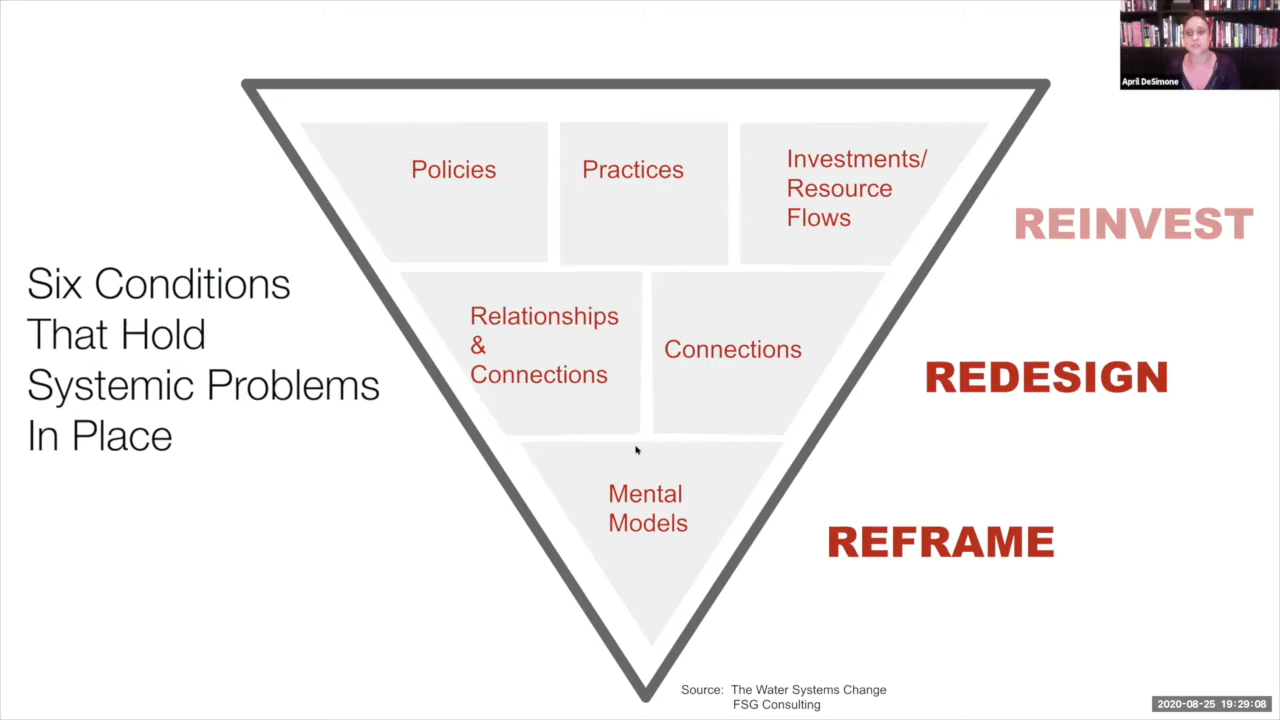 April DeSimone
Policies
Practices
Investments/
Resource
Flows
REINVEST
Six Conditions
That Hold
Systemic Problems
In Place
Relationships
&
Connections
Connections
REDESIGN
Mental
Models
REFRAME
Source: The Water Systems Change
FSG Consulting
2020-08-25 19:29:08